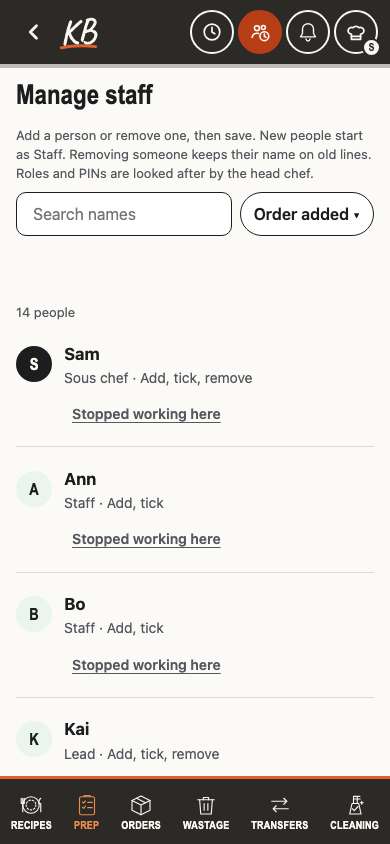 KB
S
Manage staff
Add a person or remove one, then save. New people start
as Staff. Removing someone keeps their name on old lines.
Roles and PINs are looked after by the head chef.
Search names
Order added ▾
14 people
S
Sam
Sous chef · Add, tick, remove
Stopped working here
A
Ann
Staff · Add, tick
Stopped working here
B
Bo
Staff · Add, tick
Stopped working here
K
Kai
Lead · Add, tick, remove
RECIPES
PREP
ORDERS
WASTAGE
TRANSFERS
CLEANING